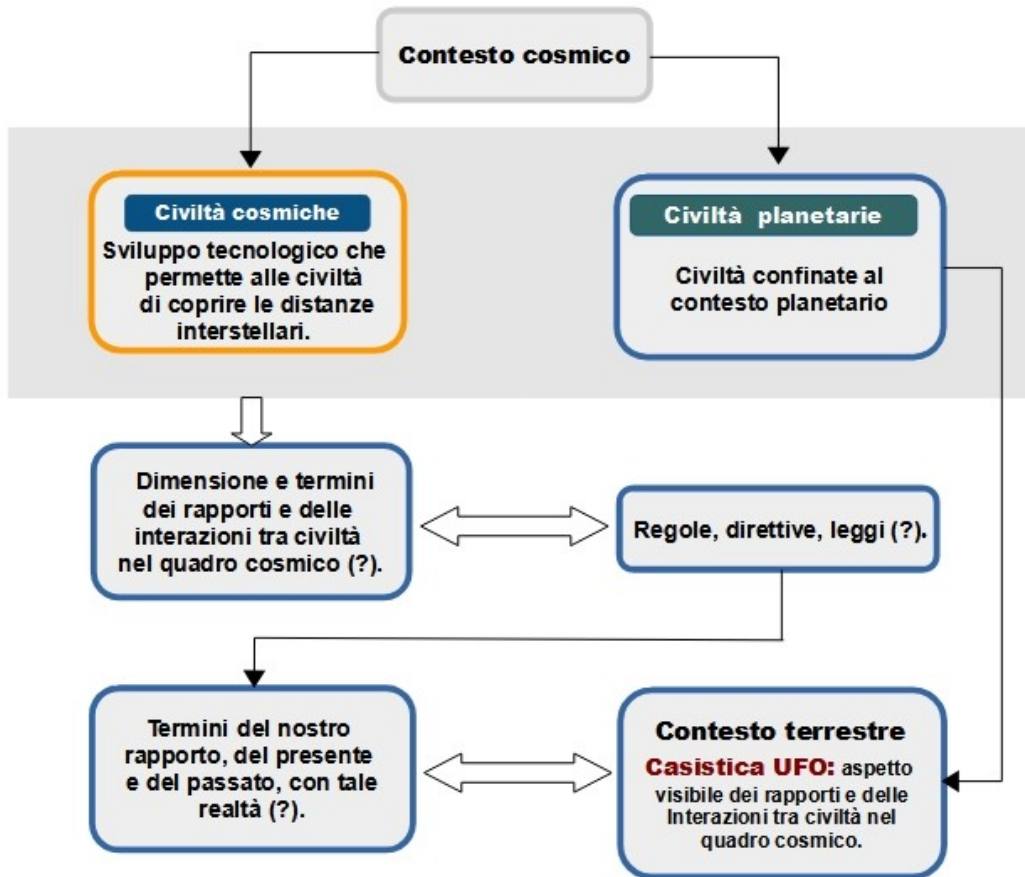 Contesto cosmico
Civiltà cosmiche
Sviluppo tecnologico che
permette alle civiltà
di coprire le distanze
interstellari.
Civiltà planetarie
Civiltà confinate al
contesto planetario
Dimensione e termini
dei rapporti e delle
interazioni tra civiltà
nel quadro cosmico (?).
Regole, direttive, leggi (?).
Termini del nostro
rapporto, del presente
e del passato, con tale
realtà (?).
Contesto terrestre
Casistica UFO: aspetto
visibile dei rapporti e delle
Interazioni tra civiltà nel
quadro cosmico.